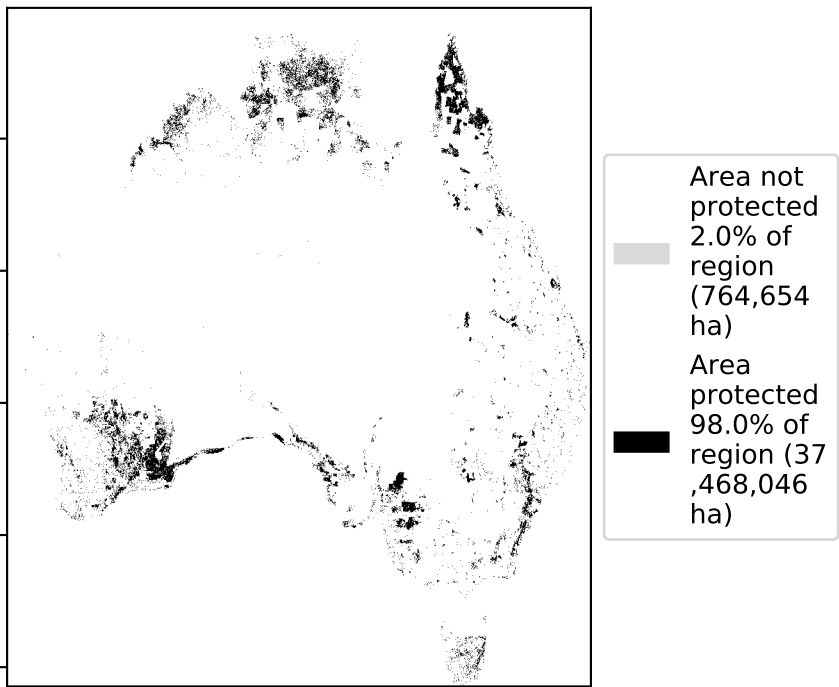 Area not
protected
2.0% of
region
(764,654
ha)
Area
protected
98.0% of
region (37
,468,046
ha)